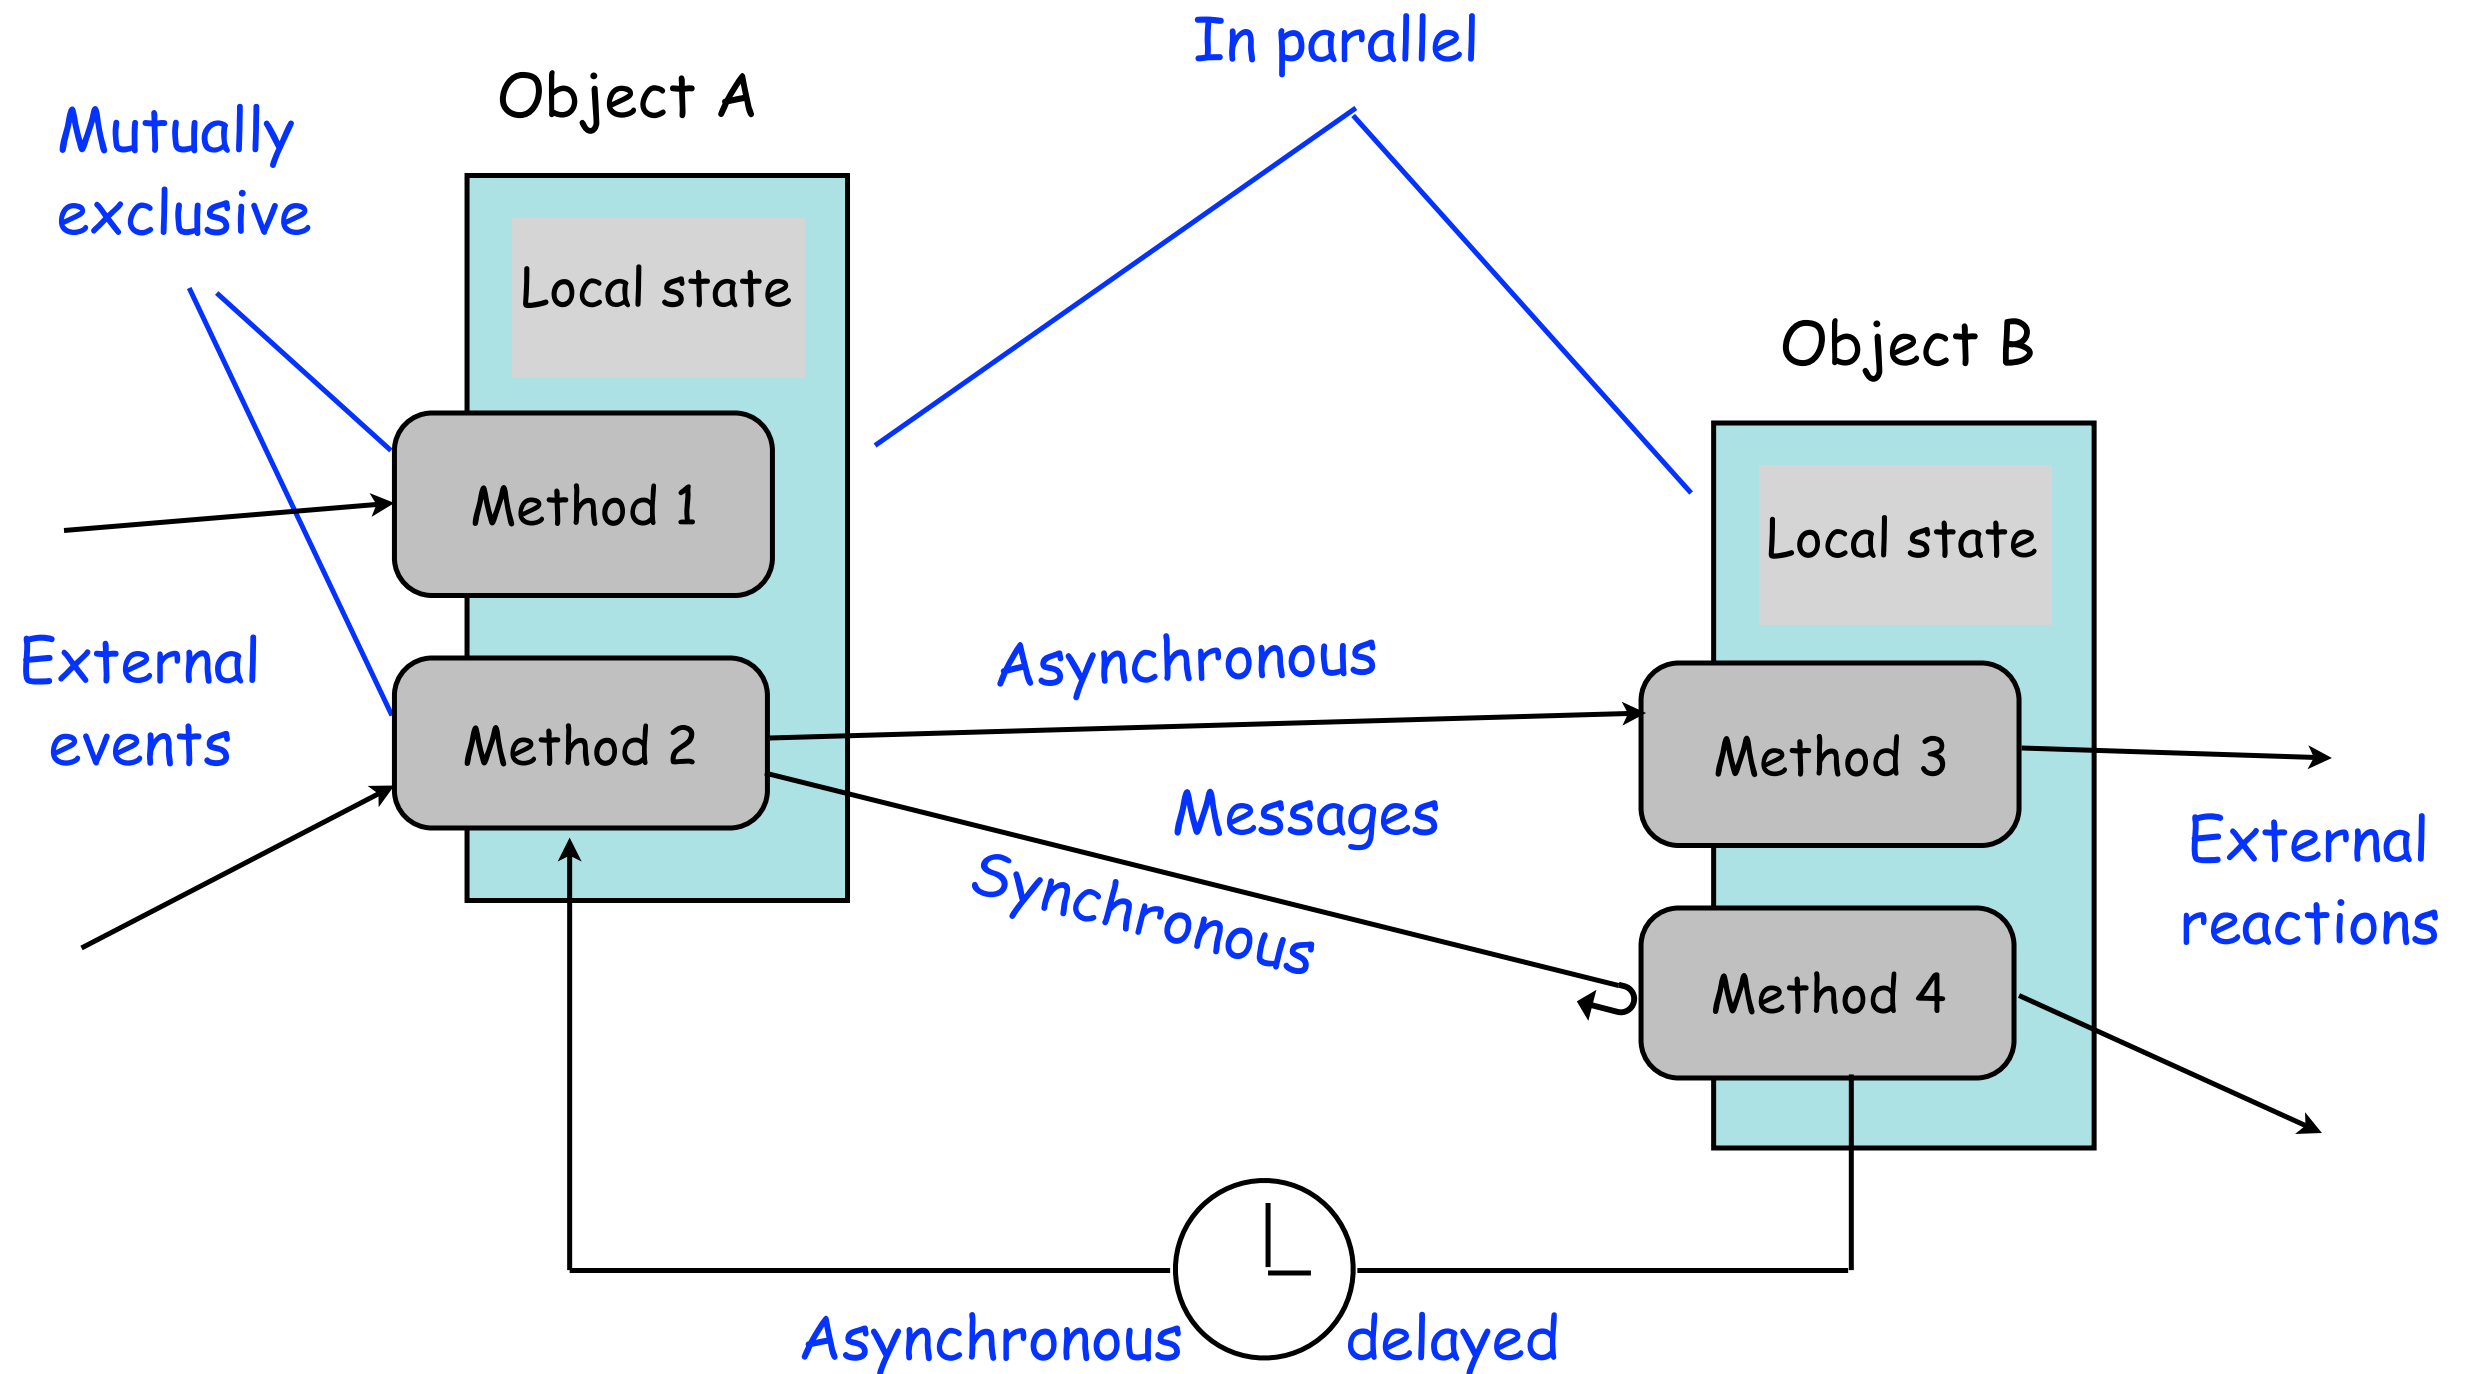 In parallel
Object A
Mutually
exclusive
Local state
Object B
Method 1
Local state
External
events
Asynchronous
Method 2
Method 3
Messages
Synchronous
External
reactions
Method 4
Asynchronous delayed